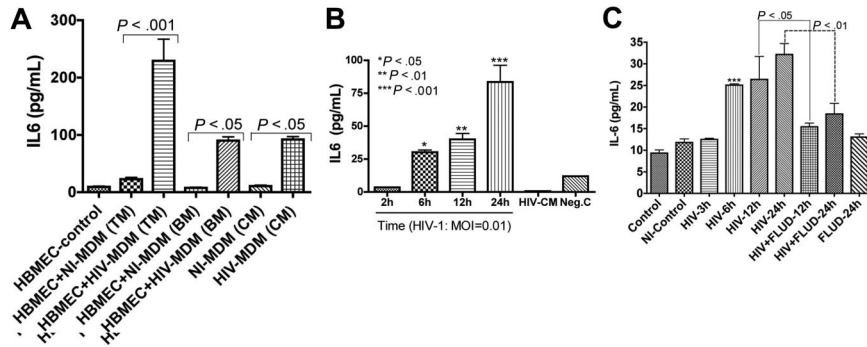 A
P < .001
300
200
100
0
IL6 (pg/mL)
P < .05
P < .05
HBMEC-control
HBMEC+NI-MDM (TM)
HBMEC+HIV-MDM (TM)
HBMEC+NI-MDM (BM)
HBMEC+HIV-MDM (BM)
NI-MDM (CM)
HIV-MDM (CM)
B
100
75
50
25
0
IL6 (pg/mL)
*P < .05
**P < .01
***P < .001
*
**
***
2h 6h 12h 24h HIV-CM Neg.C
Time (HIV-1: MOI=0.01)
C
P < .05
P < .01
35
30
25
20
15
10
5
0
IL-6 (pg/mL)
***
Control
NI-Control
HIV-3h
HIV-6h
HIV-12h
HIV-24h
HIV+FLUD-12h
HIV+FLUD-24h
FLUD-24h